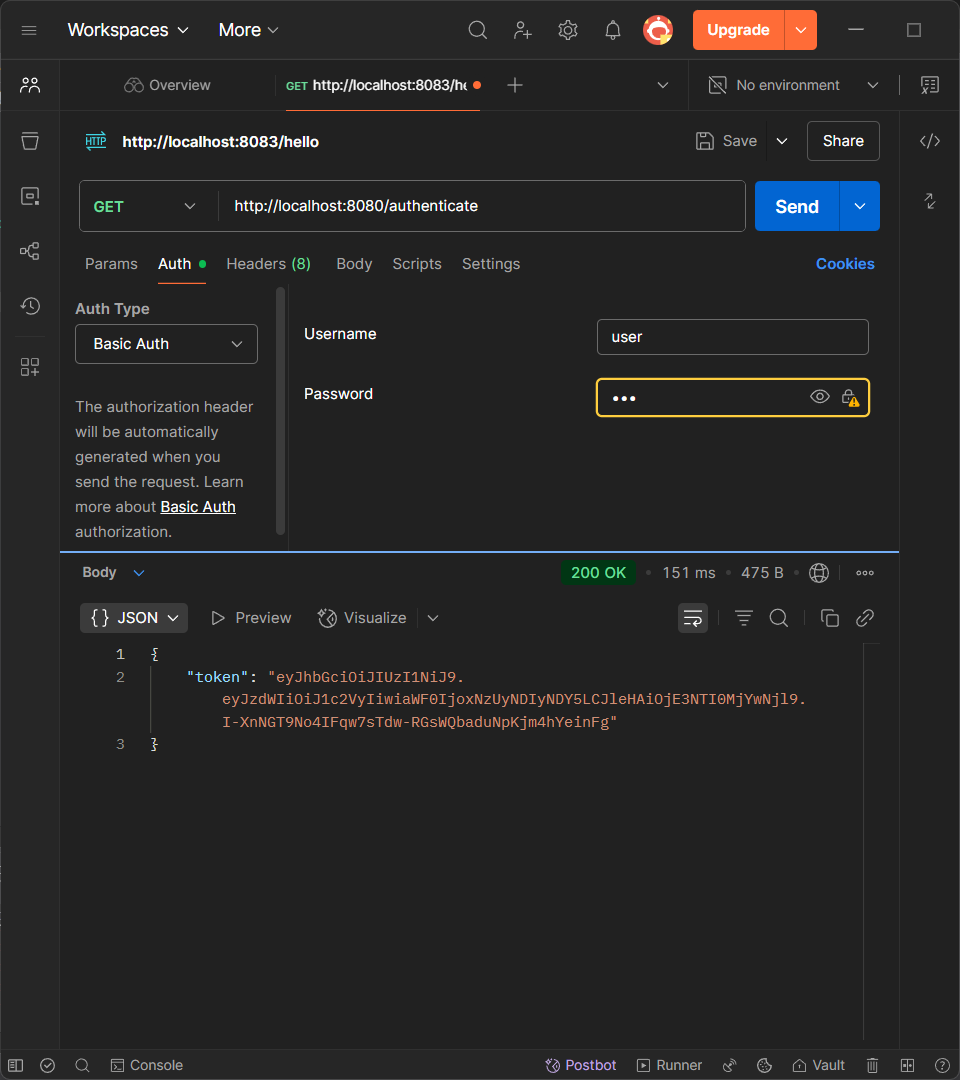 Workspaces
More
Upgrade
Overview
GET http://localhost:8083/he
No environment
HTTP http://localhost:8083/hello
Save
Share
GET
http://localhost:8080/authenticate
Send
Params
Auth
Headers (8)
Body
Scripts
Settings
Cookies
Auth Type
Basic Auth
The authorization header
will be automatically
generated when you
send the request. Learn
more about Basic Auth
authorization.
Username
user
Password
Body
200 OK
151 ms
475 B
{} JSON
Preview
Visualize
1 {
2 "token": "eyJhbGciOiJIUzI1NiJ9.
eyJzdWIiOiJ1c2VyIiwiaWF0IjoxNzUyNDIyNDY5LCJleHAiOjE3NTI0MjYwNjl9.
I-XnNGT9No4IFqw7sTdw-RGsWQbaduNpKjm4hYeinFg"
3 }
Console
Postbot
Runner
Vault